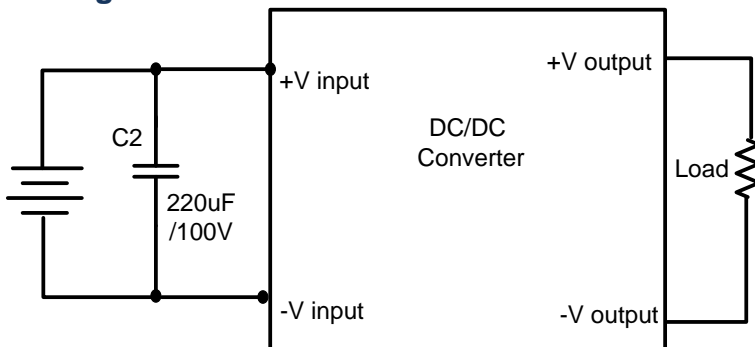 +V input
+V output
C2
DC/DC
Converter
Load
220uF
/100V
-V input
-V output